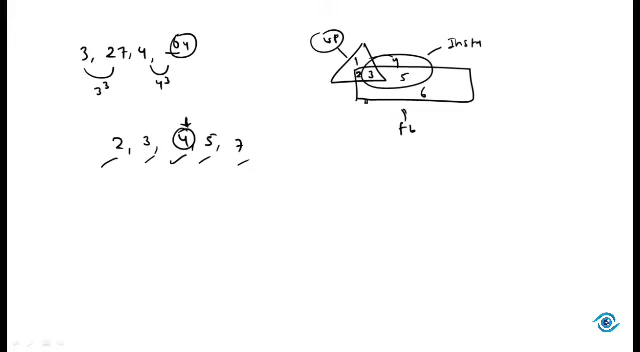 3, 27, 4, 64
3³ 4³
2, 3, 4, 5, 7
Insta
1 4
2 3 5
6
Fb